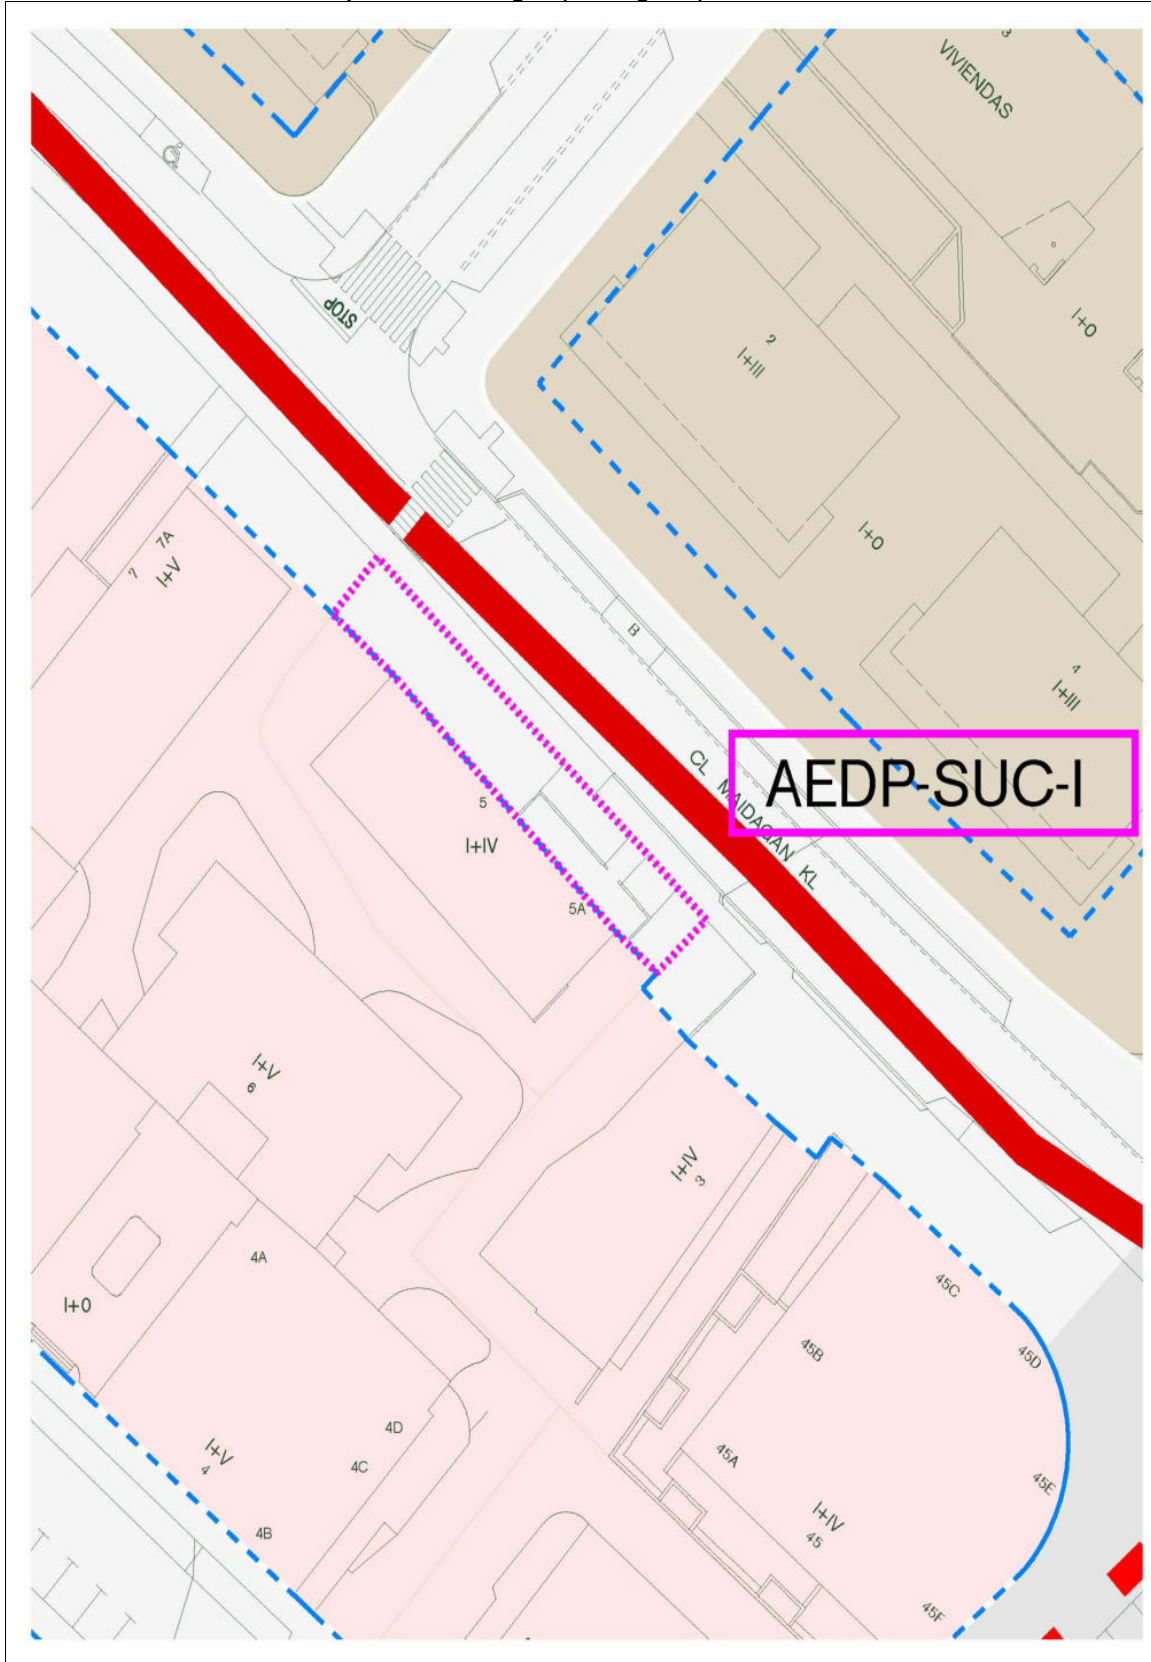 3
VIVIENDAS
STOP
2
I+III
I+0
I+0
7A
7
I+V
B
4
I+III
CL MAIDAGAN KL
AEDP-SUC-I
5
I+IV
5A
I+V
6
I+IV
3
4A
I+0
45C
45B
45D
4D
4C
I+V
4
45A
45E
4B
I+IV
45
45F